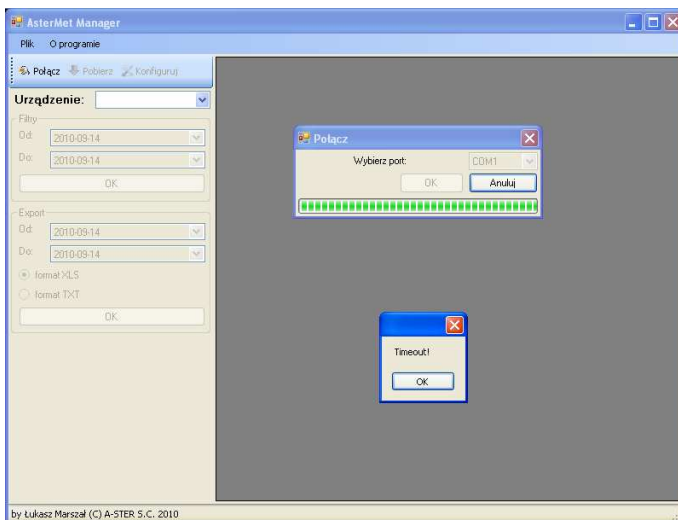 AsterMet Manager
Plik O programie
Połącz Pobierz Konfiguruj
Urządzenie:
Filtry
Od: 2010-09-14
Do: 2010-09-14
OK
Export
Od: 2010-09-14
Do: 2010-09-14
format XLS
format TXT
OK
Połącz
Wybierz port: COM1
OK Anuluj
Timeout!
OK
by Łukasz Marszał (C) A-STER S.C. 2010